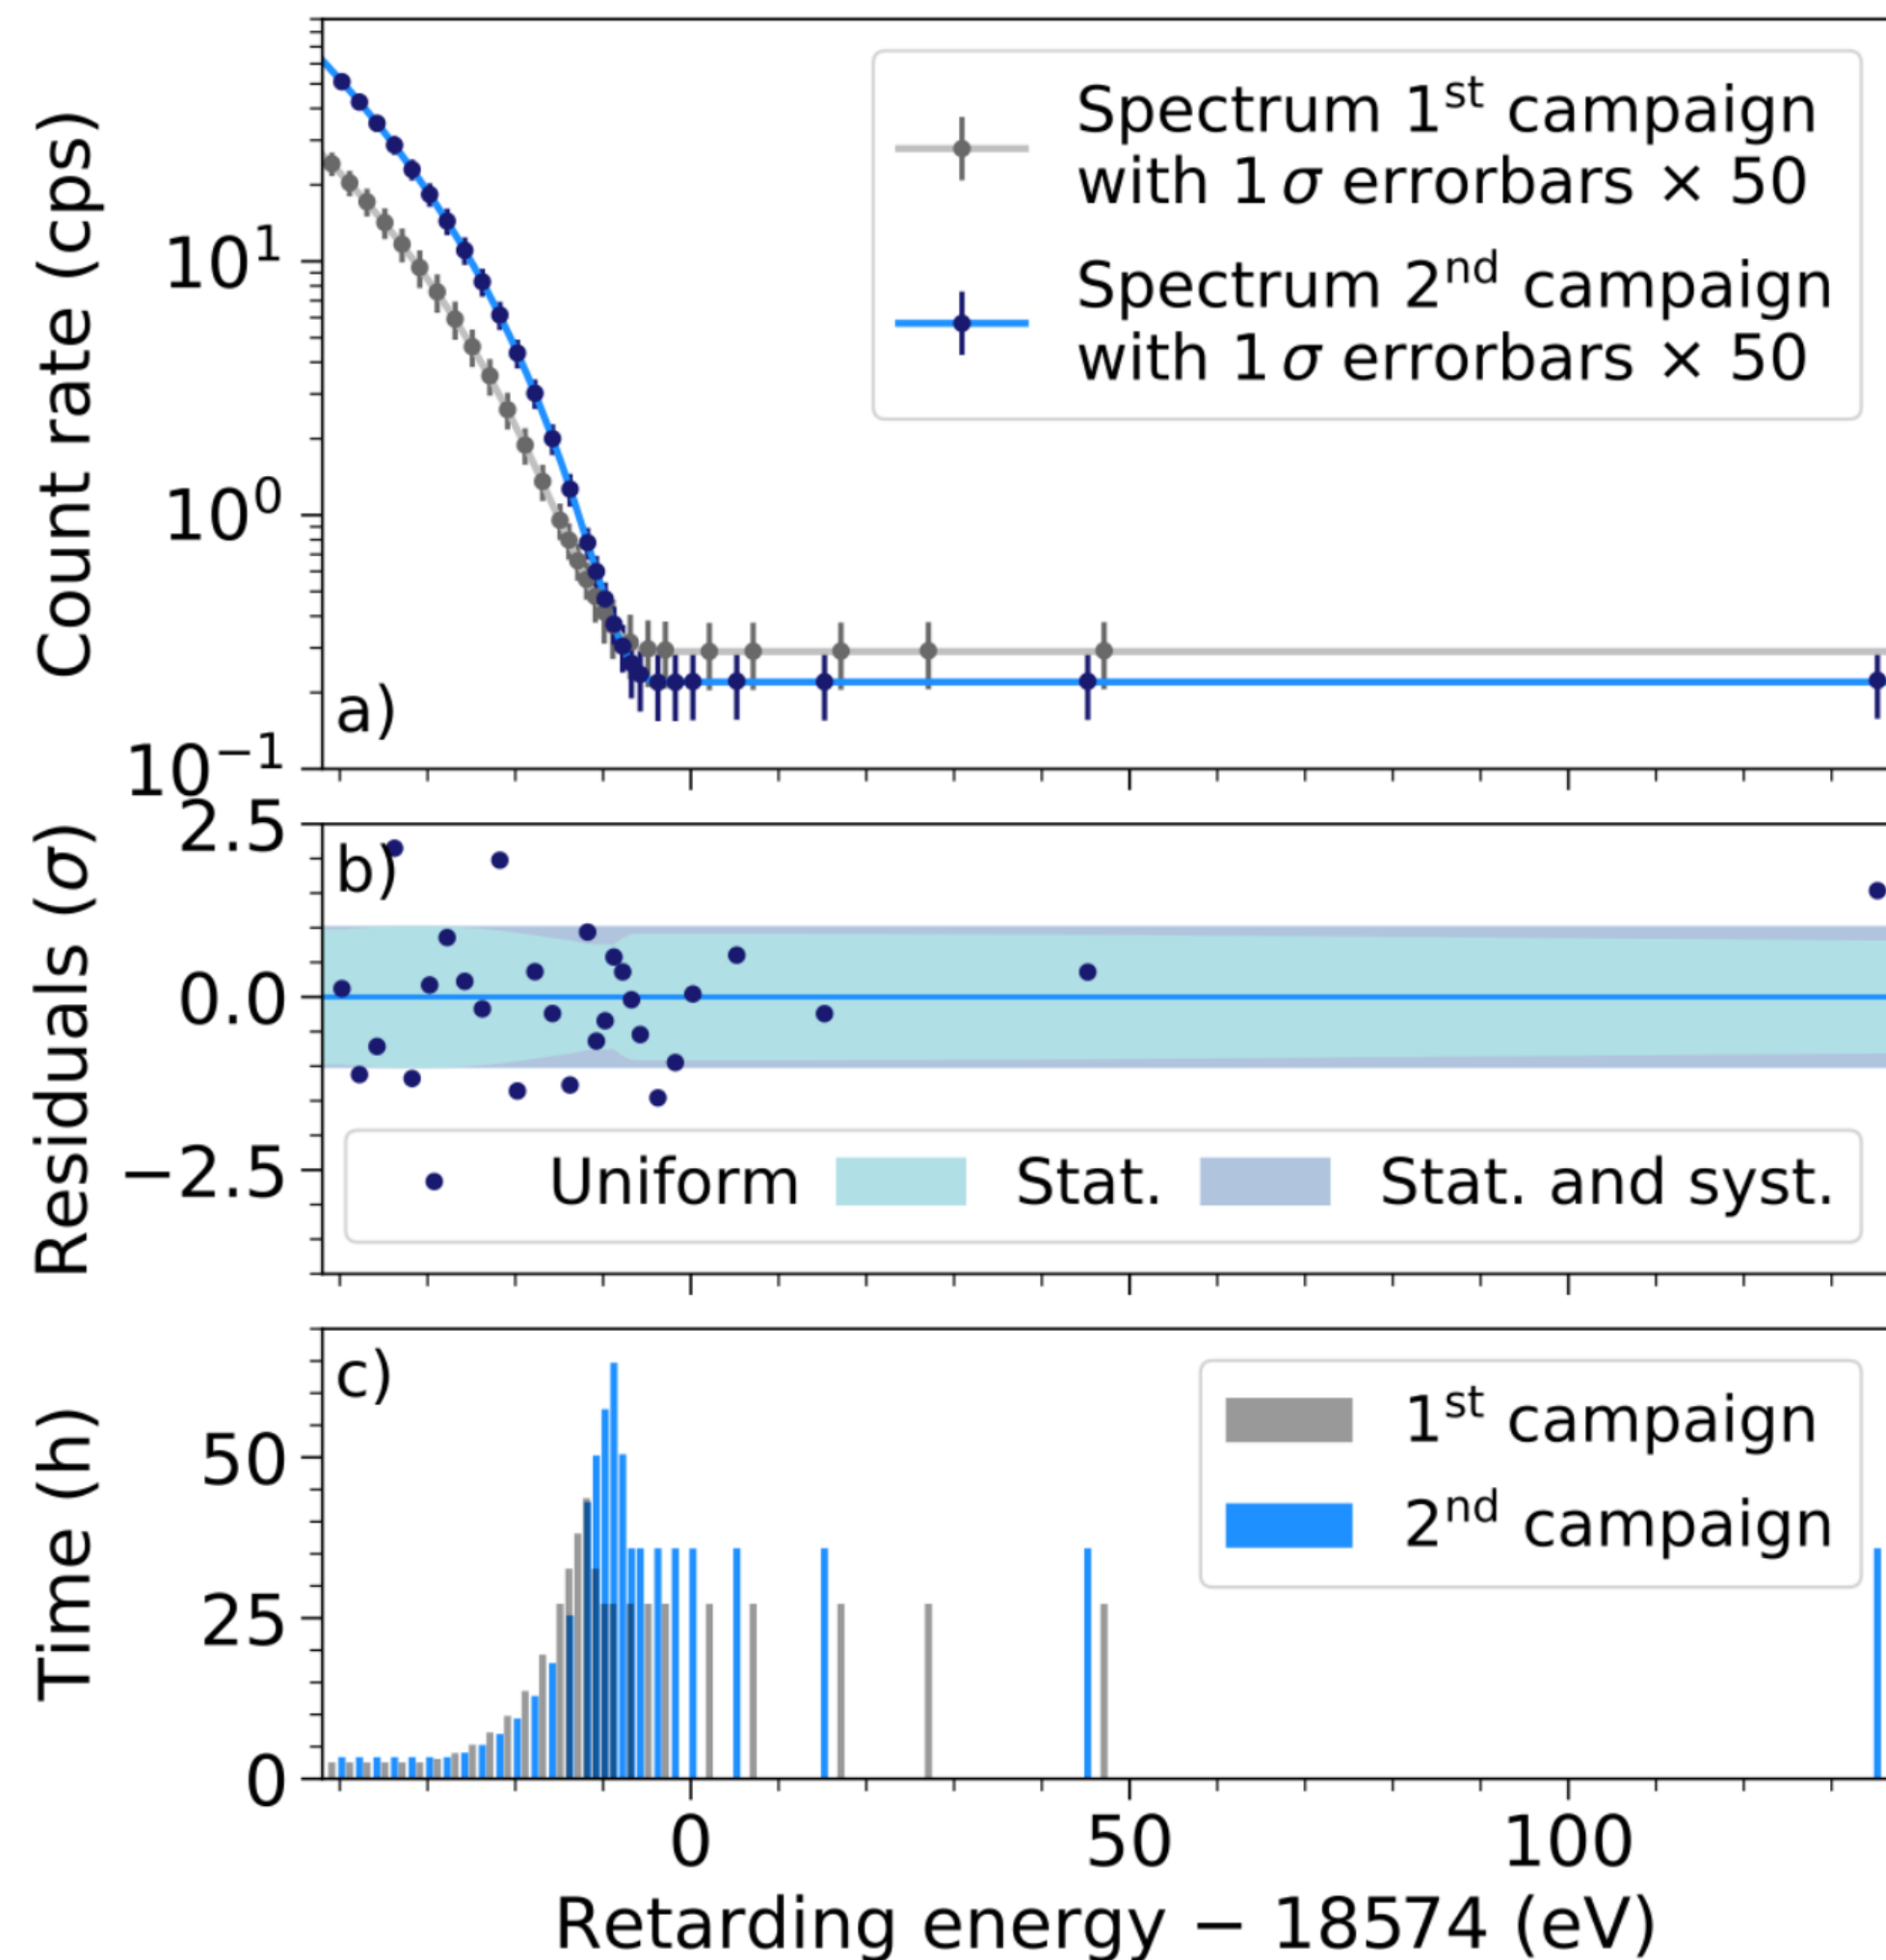 Count rate (cps)
10¹
10⁰
10⁻¹
Spectrum 1ˢᵗ campaign
with 1 σ errorbars × 50
Spectrum 2ⁿᵈ campaign
with 1 σ errorbars × 50
a)
Residuals (σ)
2.5
0.0
−2.5
b)
Uniform Stat. Stat. and syst.
Time (h)
50
25
0
c)
1ˢᵗ campaign
2ⁿᵈ campaign
0 50 100
Retarding energy − 18574 (eV)